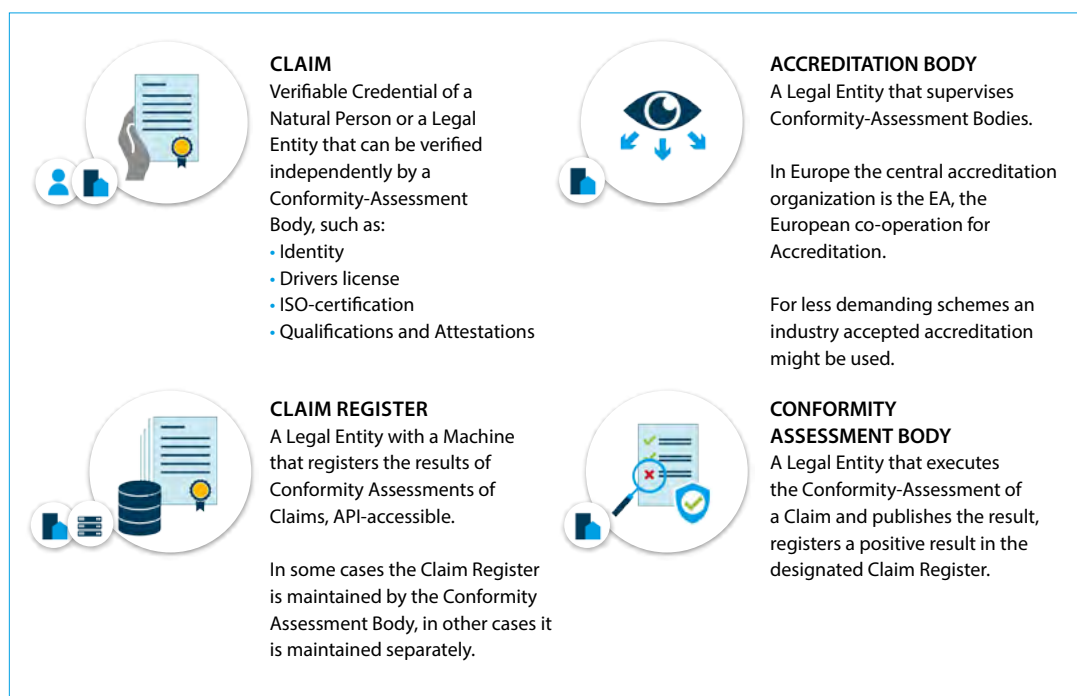 CLAIM
Verifiable Credential of a
Natural Person or a Legal
Entity that can be verified
independently by a
Conformity-Assessment
Body, such as:
• Identity
• Drivers license
• ISO-certification
• Qualifications and Attestations
ACCREDITATION BODY
A Legal Entity that supervises
Conformity-Assessment Bodies.
In Europe the central accreditation
organization is the EA, the
European co-operation for
Accreditation.
For less demanding schemes an
industry accepted accreditation
might be used.
CLAIM REGISTER
A Legal Entity with a Machine
that registers the results of
Conformity Assessments of
Claims, API-accessible.
In some cases the Claim Register
is maintained by the Conformity
Assessment Body, in other cases it
is maintained separately.
CONFORMITY
ASSESSMENT BODY
A Legal Entity that executes
the Conformity-Assessment of
a Claim and publishes the result,
registers a positive result in the
designated Claim Register.